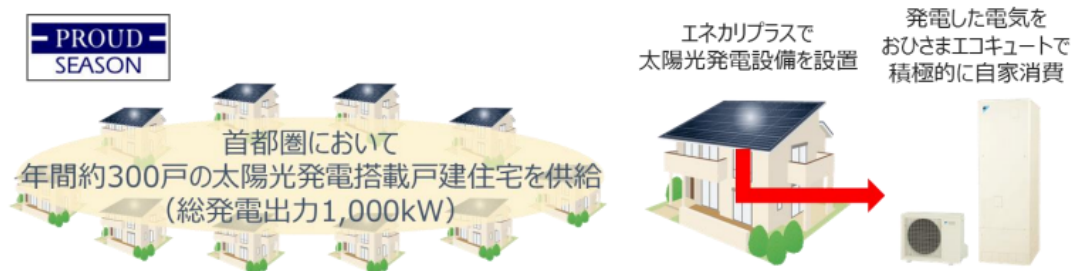 PROUD
SEASON
首都圏において
年間約300戸の太陽光発電搭載戸建住宅を供給
（総発電出力1,000kW）
エネカリプラスで
太陽光発電設備を設置
発電した電気を
おひさまエコキュートで
積極的に自家消費